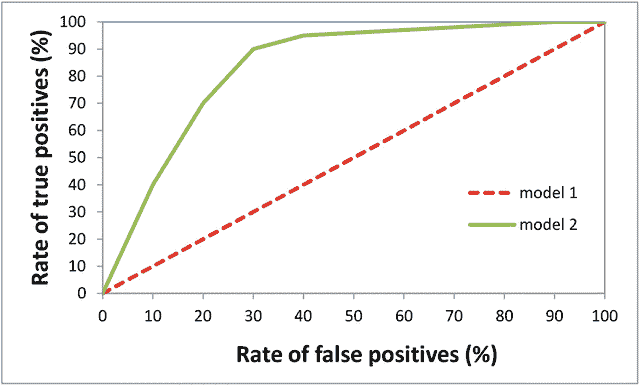 Rate of true positives (%)
100
90
80
70
60
50
40
30
20
10
0
model 1
model 2
0 10 20 30 40 50 60 70 80 90 100
Rate of false positives (%)